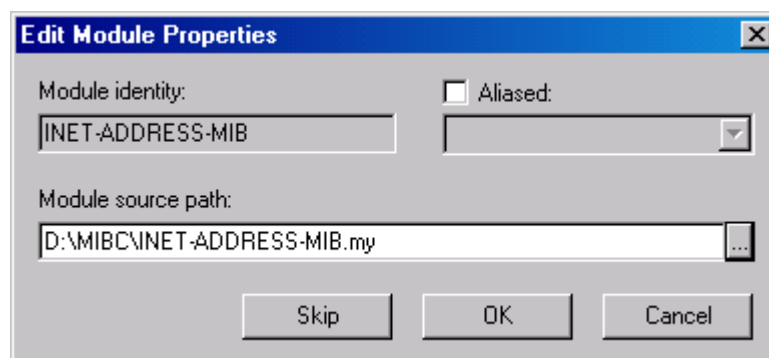 Edit Module Properties
Module identity:
Aliased:
INET-ADDRESS-MIB
Module source path:
D:\MIBC\INET-ADDRESS-MIB.my
...
Skip
OK
Cancel